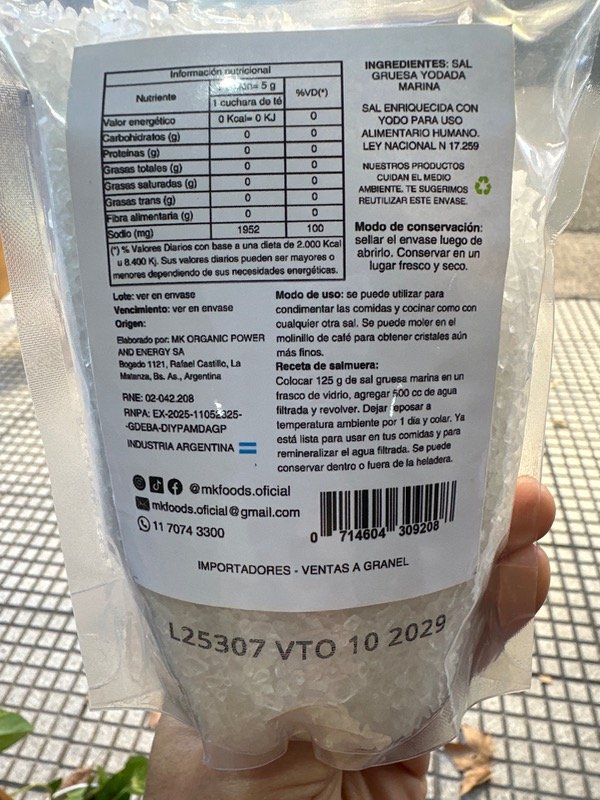 Información nutricional
5 g
Nutriente
1 cuchara de té
%VD(*)
Valor energético 0 Kcal= 0 KJ 0
Carbohidratos (g) 0 0
Proteinas (g) 0 0
Grasas totales (g) 0 0
Grasas saturadas (g) 0 0
Grasas trans (g) 0 0
Fibra alimentaria (g) 0 0
Sodio (mg) 1952 100
(*) % Valores Diarios con base a una dieta de 2.000 Kcal
u 8.400 Kj. Sus valores diarios pueden ser mayores o
menores dependiendo de sus necesidades energéticas.
INGREDIENTES: SAL
GRUESA YODADA
MARINA
SAL ENRIQUECIDA CON
YODO PARA USO
ALIMENTARIO HUMANO.
LEY NACIONAL N 17.259
NUESTROS PRODUCTOS
CUIDAN EL MEDIO
AMBIENTE. TE SUGERIMOS
REUTILIZAR ESTE ENVASE.
Modo de conservación:
sellar el envase luego de
abrirlo. Conservar en un
lugar fresco y seco.
Lote: ver en envase
Vencimiento: ver en envase
Origen:
Elaborado por: MK ORGANIC POWER
AND ENERGY SA
Bogado 1121, Rafael Castillo, La
Matanza, Bs. As., Argentina
RNE: 02-042.208
RNPA: EX-2025-11052325-
-GDEBA-DIYPAMDAGP
INDUSTRIA ARGENTINA
Modo de uso: se puede utilizar para
condimentar las comidas y cocinar como con
cualquier otra sal. Se puede moler en el
molinillo de café para obtener cristales aún
más finos.
Receta de salmuera:
Colocar 125 g de sal gruesa marina en un
frasco de vidrio, agregar 500 cc de agua
filtrada y revolver. Dejar reposar a
temperatura ambiente por 1 día y colar. Ya
está lista para usar en tus comidas y para
remineralizar el agua filtrada. Se puede
conservar dentro o fuera de la heladera.
@mkfoods.oficial
mkfoods.oficial@gmail.com
11 7074 3300
0 714604 309208
IMPORTADORES - VENTAS A GRANEL
L25307 VTO 10 2029